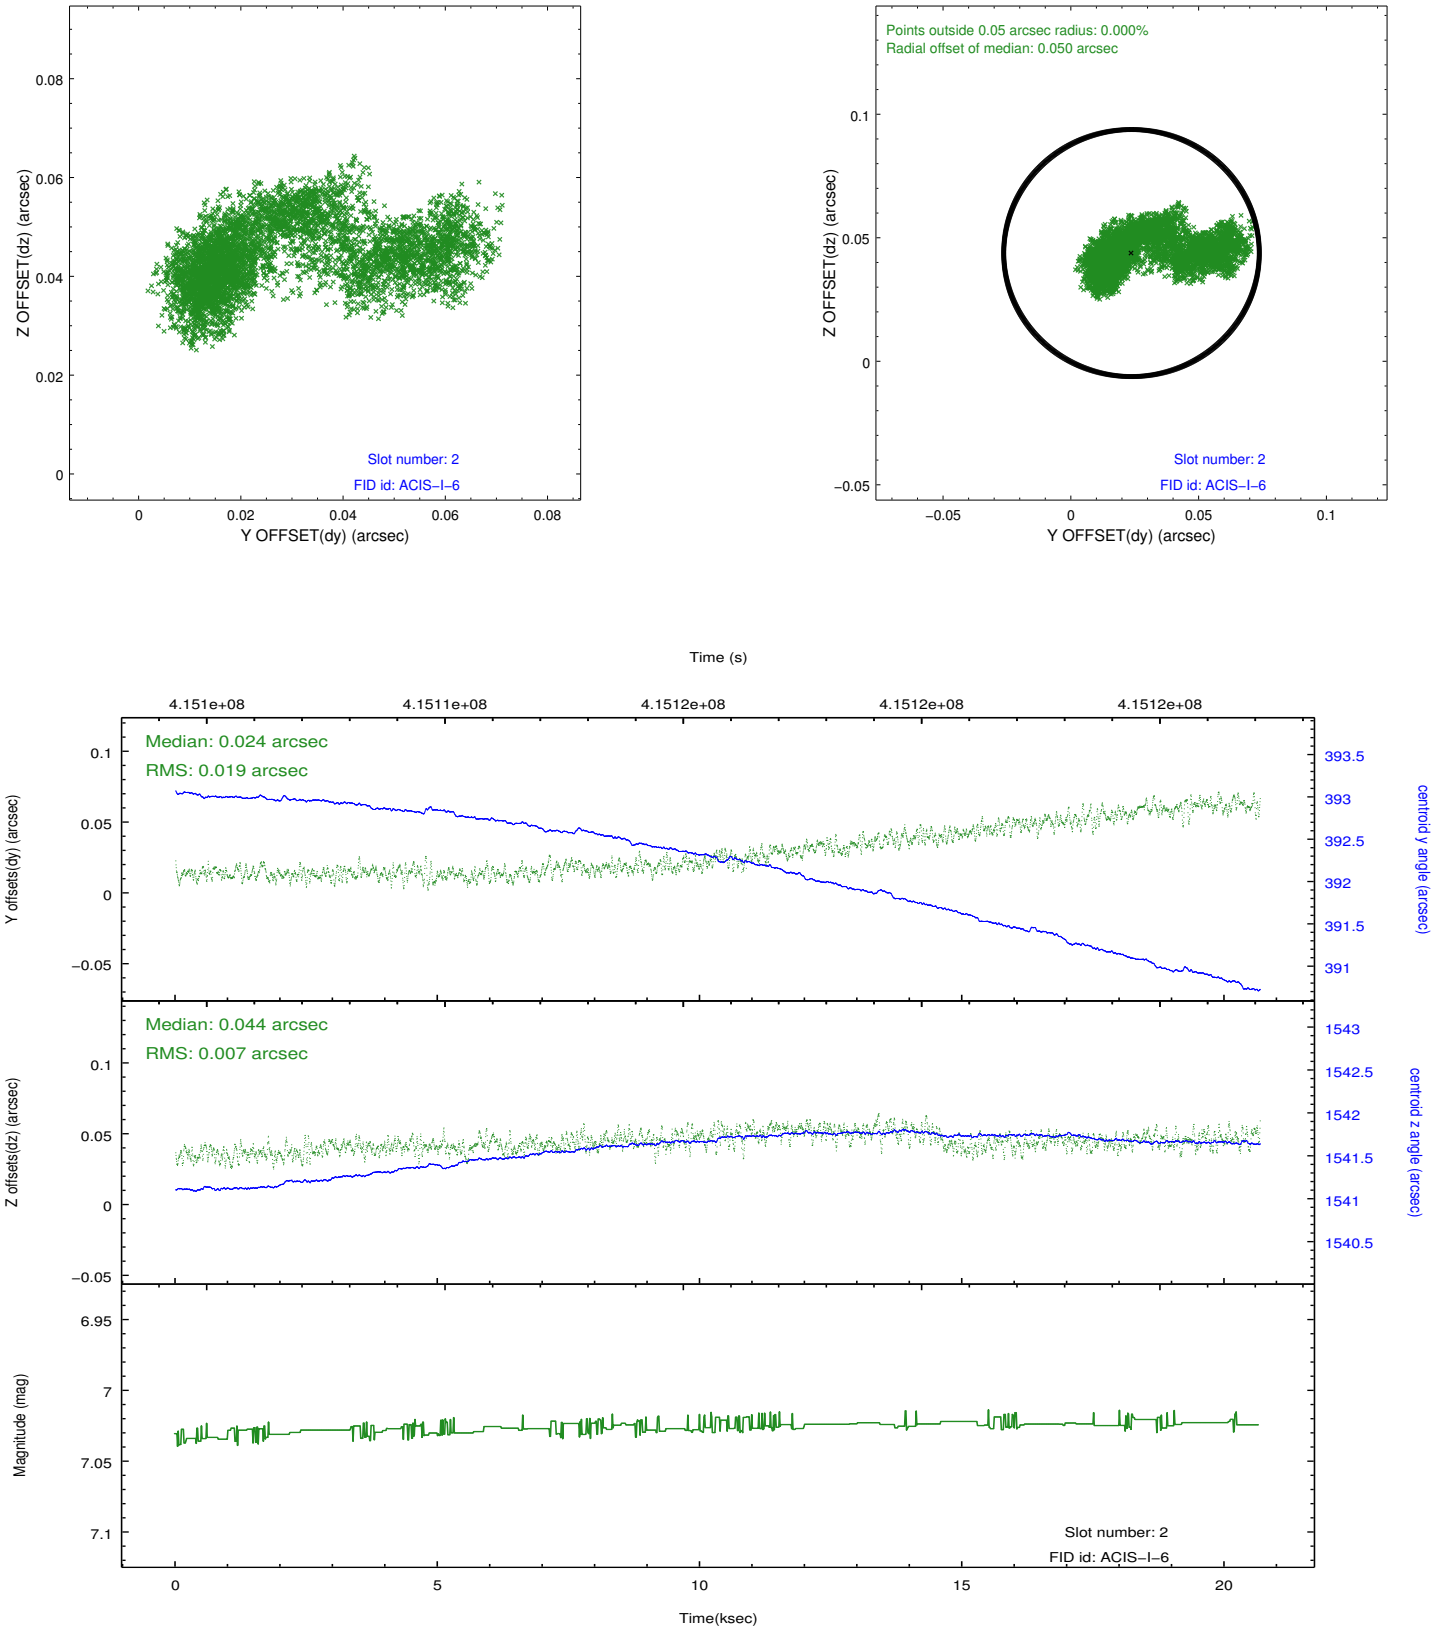 0.08
0.06
0.04
0.02
0
Z OFFSET(dz) (arcsec)
Slot number: 2
FID id: ACIS−I−6
0 0.02 0.04 0.06 0.08
Y OFFSET(dy) (arcsec)
Points outside 0.05 arcsec radius: 0.000%
Radial offset of median: 0.050 arcsec
0.1
0.05
0
−0.05
Z OFFSET(dz) (arcsec)
Slot number: 2
FID id: ACIS−I−6
−0.05 0 0.05 0.1
Y OFFSET(dy) (arcsec)
Time (s)
4.151e+08 4.1511e+08 4.1512e+08 4.1512e+08 4.1512e+08
Median: 0.024 arcsec
RMS: 0.019 arcsec
0.1
0.05
0
−0.05
Y offsets(dy) (arcsec)
393.5
393
392.5
392
391.5
391
centroid y angle (arcsec)
Median: 0.044 arcsec
RMS: 0.007 arcsec
0.1
0.05
0
−0.05
Z offsets(dz) (arcsec)
1543
1542.5
1542
1541.5
1541
1540.5
centroid z angle (arcsec)
6.95
7
7.05
7.1
Magnitude (mag)
Slot number: 2
FID id: ACIS−I−6
0 5 10 15 20
Time(ksec)